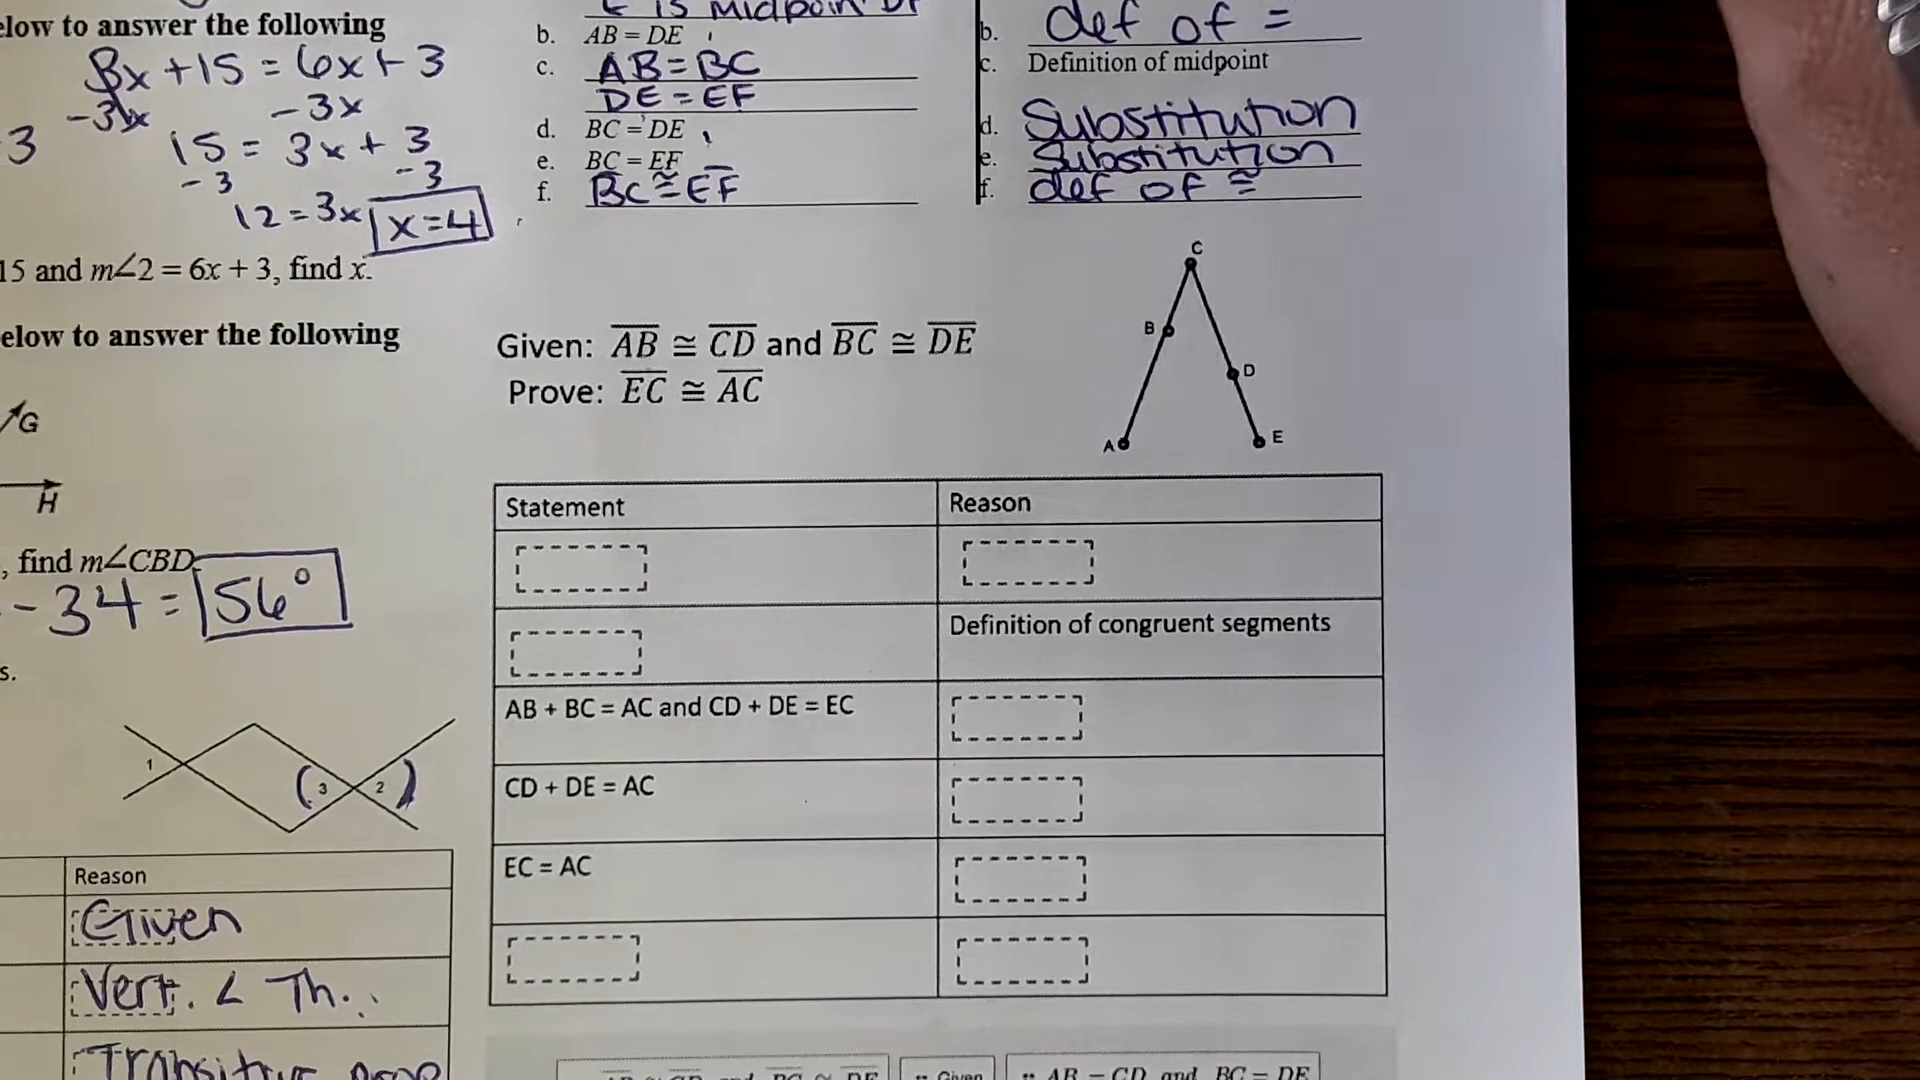 elow to answer the following
3x + 15 = 6x + 3
-3x -3x
3
15 = 3x + 3
-3 -3
12 = 3x x = 4
15 and m∠2 = 6x + 3, find x.
elow to answer the following
G
H
, find m∠CBD.
- 34 = 56°
s.
1 3 2
Reason
Given
Vert. ∠ Th.
is midpoin
b. AB = DE
c. AB = BC
DE = EF
d. BC = DE
e. BC = EF
f. BC ≅ EF
b. def of =
c. Definition of midpoint
d. Substitution
e. Substitution
f. def of ≅
Given: AB ≅ CD and BC ≅ DE
Prove: EC ≅ AC
C
B
D
A E
Statement Reason
Definition of congruent segments
AB + BC = AC and CD + DE = EC
CD + DE = AC
EC = AC
Given AB = CD and BC = DE